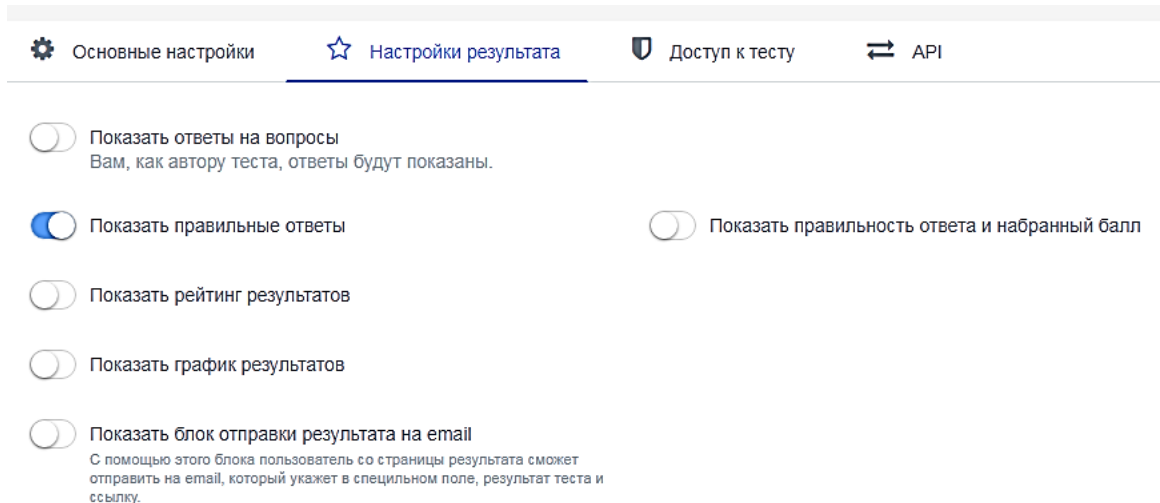 Основные настройки Настройки результата Доступ к тесту API
Показать ответы на вопросы
Вам, как автору теста, ответы будут показаны.
Показать правильные ответы Показать правильность ответа и набранный балл
Показать рейтинг результатов
Показать график результатов
Показать блок отправки результата на email
С помощью этого блока пользователь со страницы результата сможет
отправить на email, который укажет в специльном поле, результат теста и
ссылку.